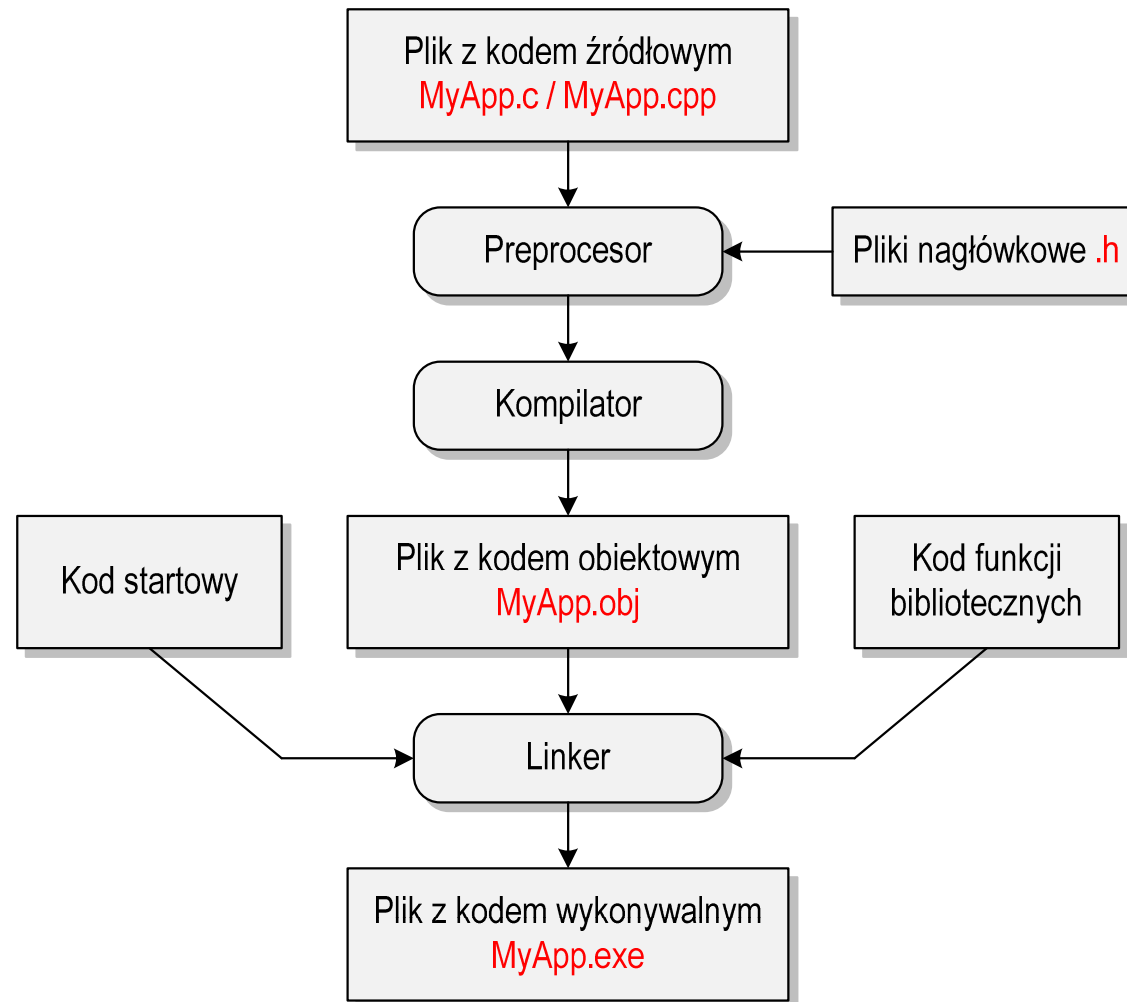 Plik z kodem źródłowym
MyApp.c / MyApp.cpp
Preprocesor
Pliki nagłówkowe .h
Kompilator
Kod startowy
Plik z kodem obiektowym
MyApp.obj
Kod funkcji
bibliotecznych
Linker
Plik z kodem wykonywalnym
MyApp.exe